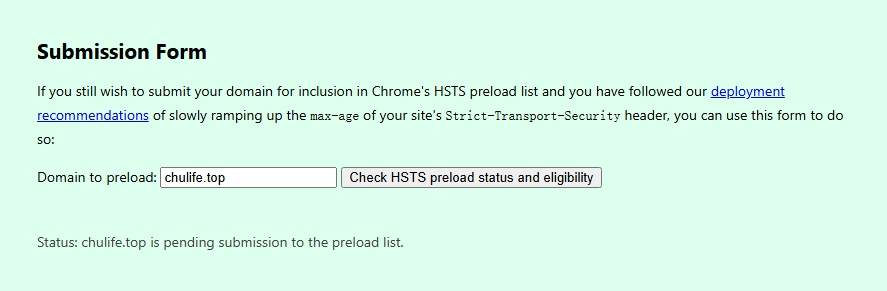 Submission Form
If you still wish to submit your domain for inclusion in Chrome's HSTS preload list and you have followed our deployment
recommendations of slowly ramping up the max-age of your site's Strict-Transport-Security header, you can use this form to do
so:
Domain to preload: chulife.top Check HSTS preload status and eligibility
Status: chulife.top is pending submission to the preload list.